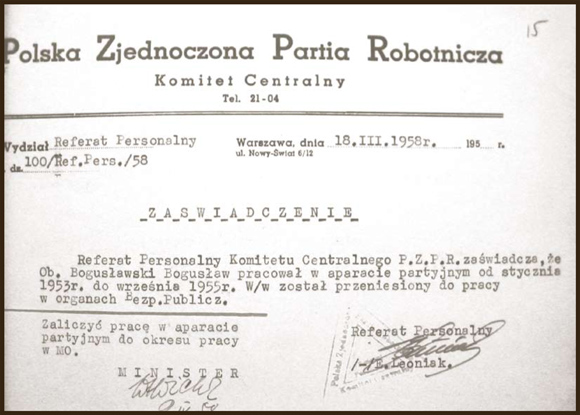 15
Polska Zjednoczona Partia Robotnicza
Komitet Centralny
Tel. 21-04
Wydział Referat Personalny Warszawa, dnia 18.III.1958r. 195 r.
ul. Nowy-Świat 6/12
dz. 100/Ref.Pers./58
ZASWIADCZENIE
Referat Personalny Komitetu Centralnego P.Z.P.R.zaświadcza,że
Ob. Bogusławski Bogusław pracował w aparacie partyjnym od stycznia
1953r. do września 1955r. W/w został przeniesiony do pracy
w organach Bezp.Publicz.
Zaliczyć pracę w aparacie
partyjnym do okresu pracy
w MO.
MINISTER
Referat Personalny
E.Leoniak.